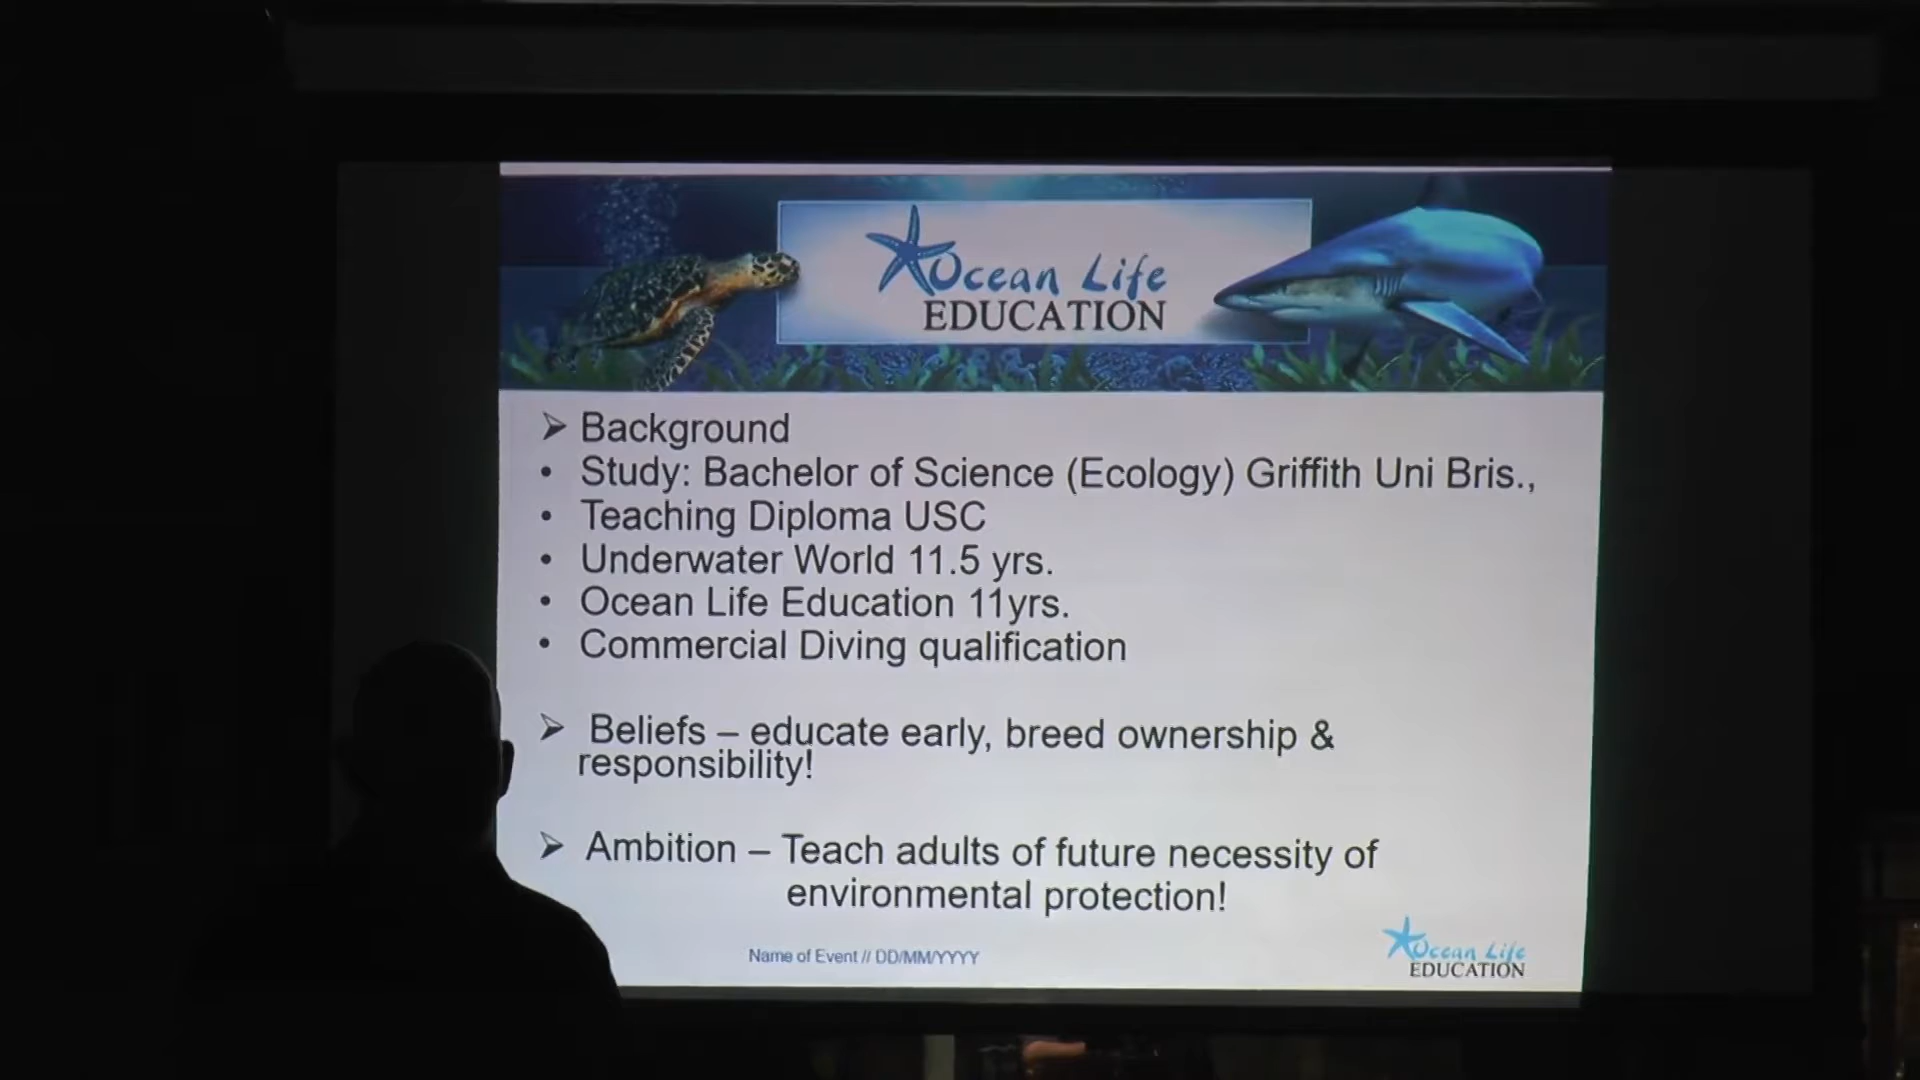 Ocean Life
EDUCATION
➢ Background
• Study: Bachelor of Science (Ecology) Griffith Uni Bris.,
• Teaching Diploma USC
• Underwater World 11.5 yrs.
• Ocean Life Education 11yrs.
• Commercial Diving qualification
➢ Beliefs – educate early, breed ownership &
responsibility!
➢ Ambition – Teach adults of future necessity of
environmental protection!
Name of Event // DD/MM/YYYY
Ocean Life
EDUCATION